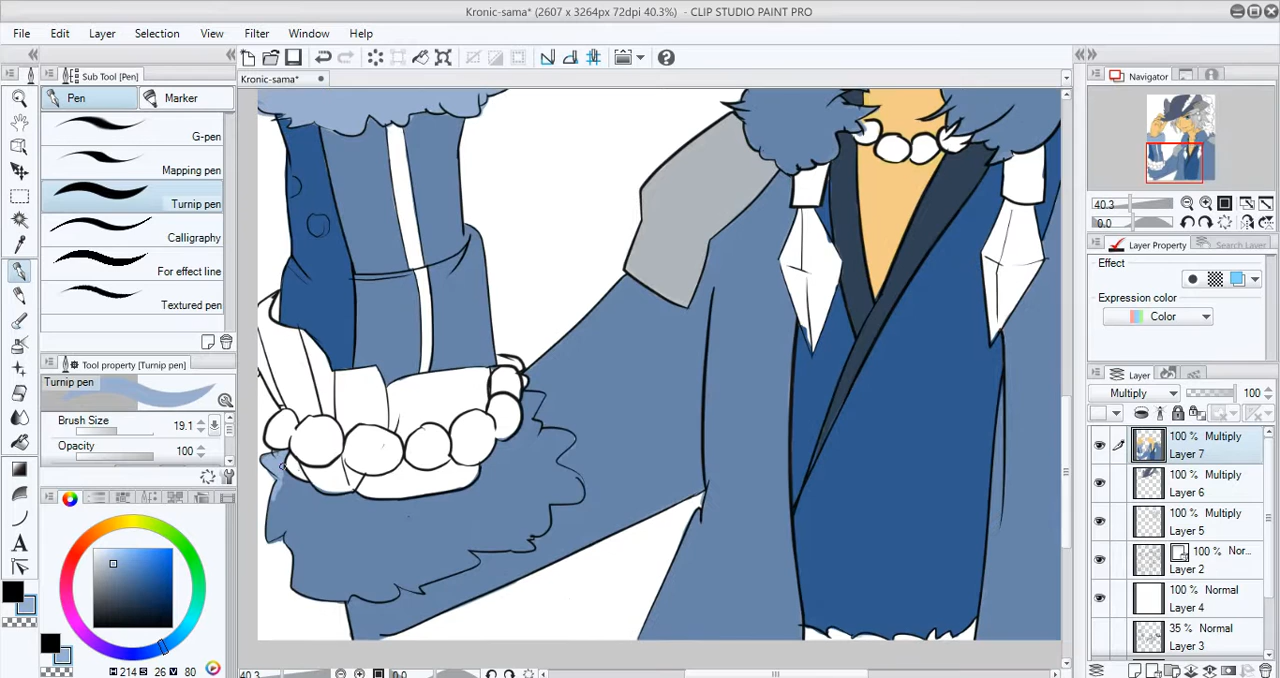 Kronic-sama* (2607 x 3264px 72dpi 40.3%) - CLIP STUDIO PAINT PRO
File Edit Layer Selection View Filter Window Help
Sub Tool [Pen]
Kronic-sama*
Navigator
Pen Marker
G-pen
Mapping pen
Turnip pen
Calligraphy
For effect line
Textured pen
40.3
0.0
Layer Property Search Layer
Effect
Expression color
Color
Tool property [Turnip pen]
Turnip pen
Layer
Multiply 100
Brush Size
19.1
Opacity
100
100 % Multiply
Layer 7
100 % Multiply
Layer 6
100 % Multiply
Layer 5
100 % Nor...
Layer 2
100 % Normal
Layer 4
35 % Normal
Layer 3
H 214 S 26 V 80
40.3 0.0